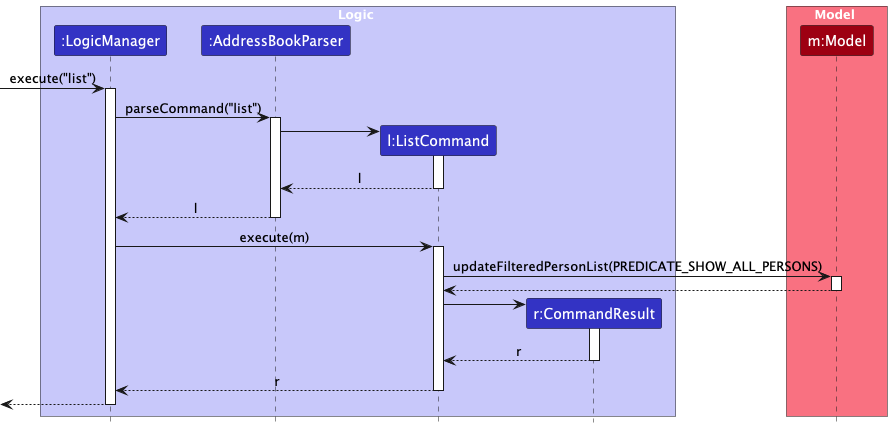 Logic
Model
:LogicManager
:AddressBookParser
m:Model
execute("list")
parseCommand("list")
l:ListCommand
l
l
execute(m)
updateFilteredPersonList(PREDICATE_SHOW_ALL_PERSONS)
r:CommandResult
r
r